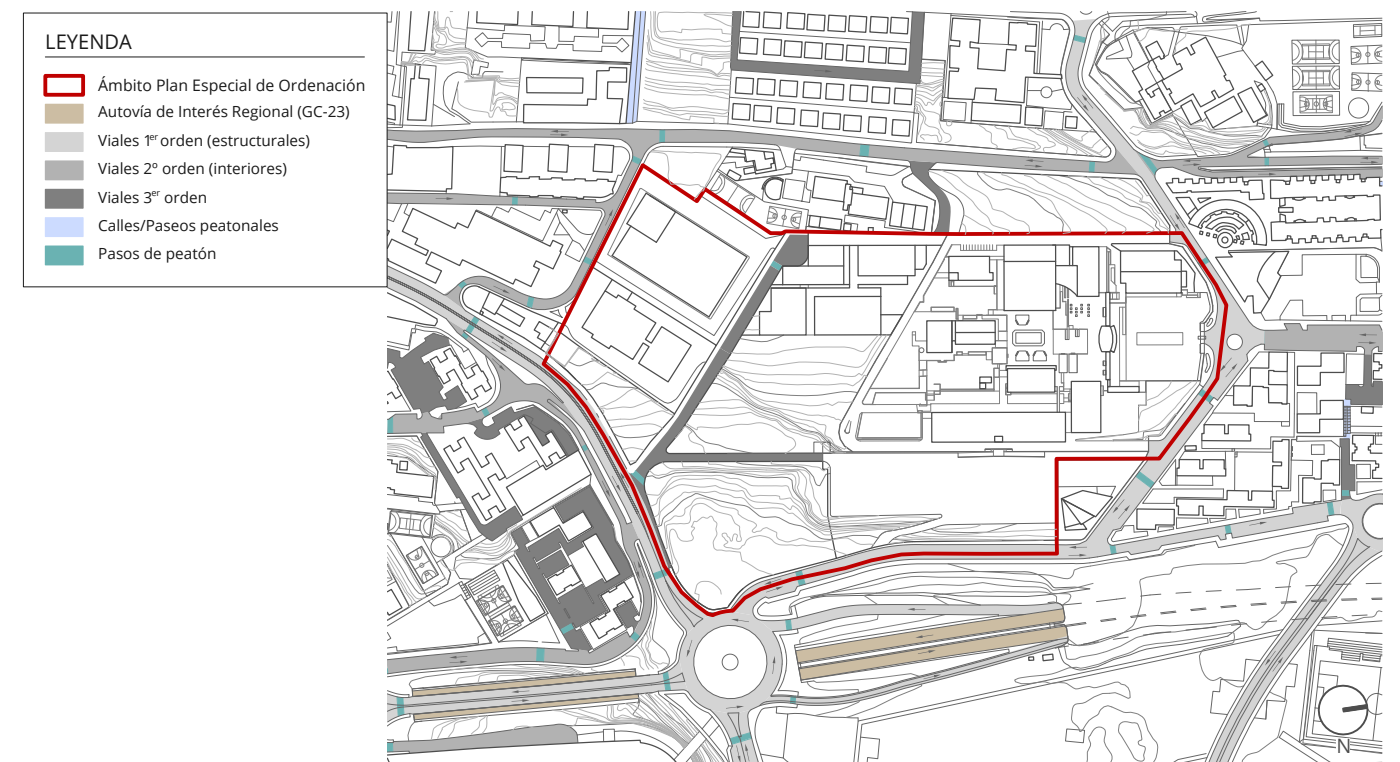 LEYENDA
Ámbito Plan Especial de Ordenación
Autovía de Interés Regional (GC-23)
Viales 1er orden (estructurales)
Viales 2º orden (interiores)
Viales 3er orden
Calles/Paseos peatonales
Pasos de peatón
N